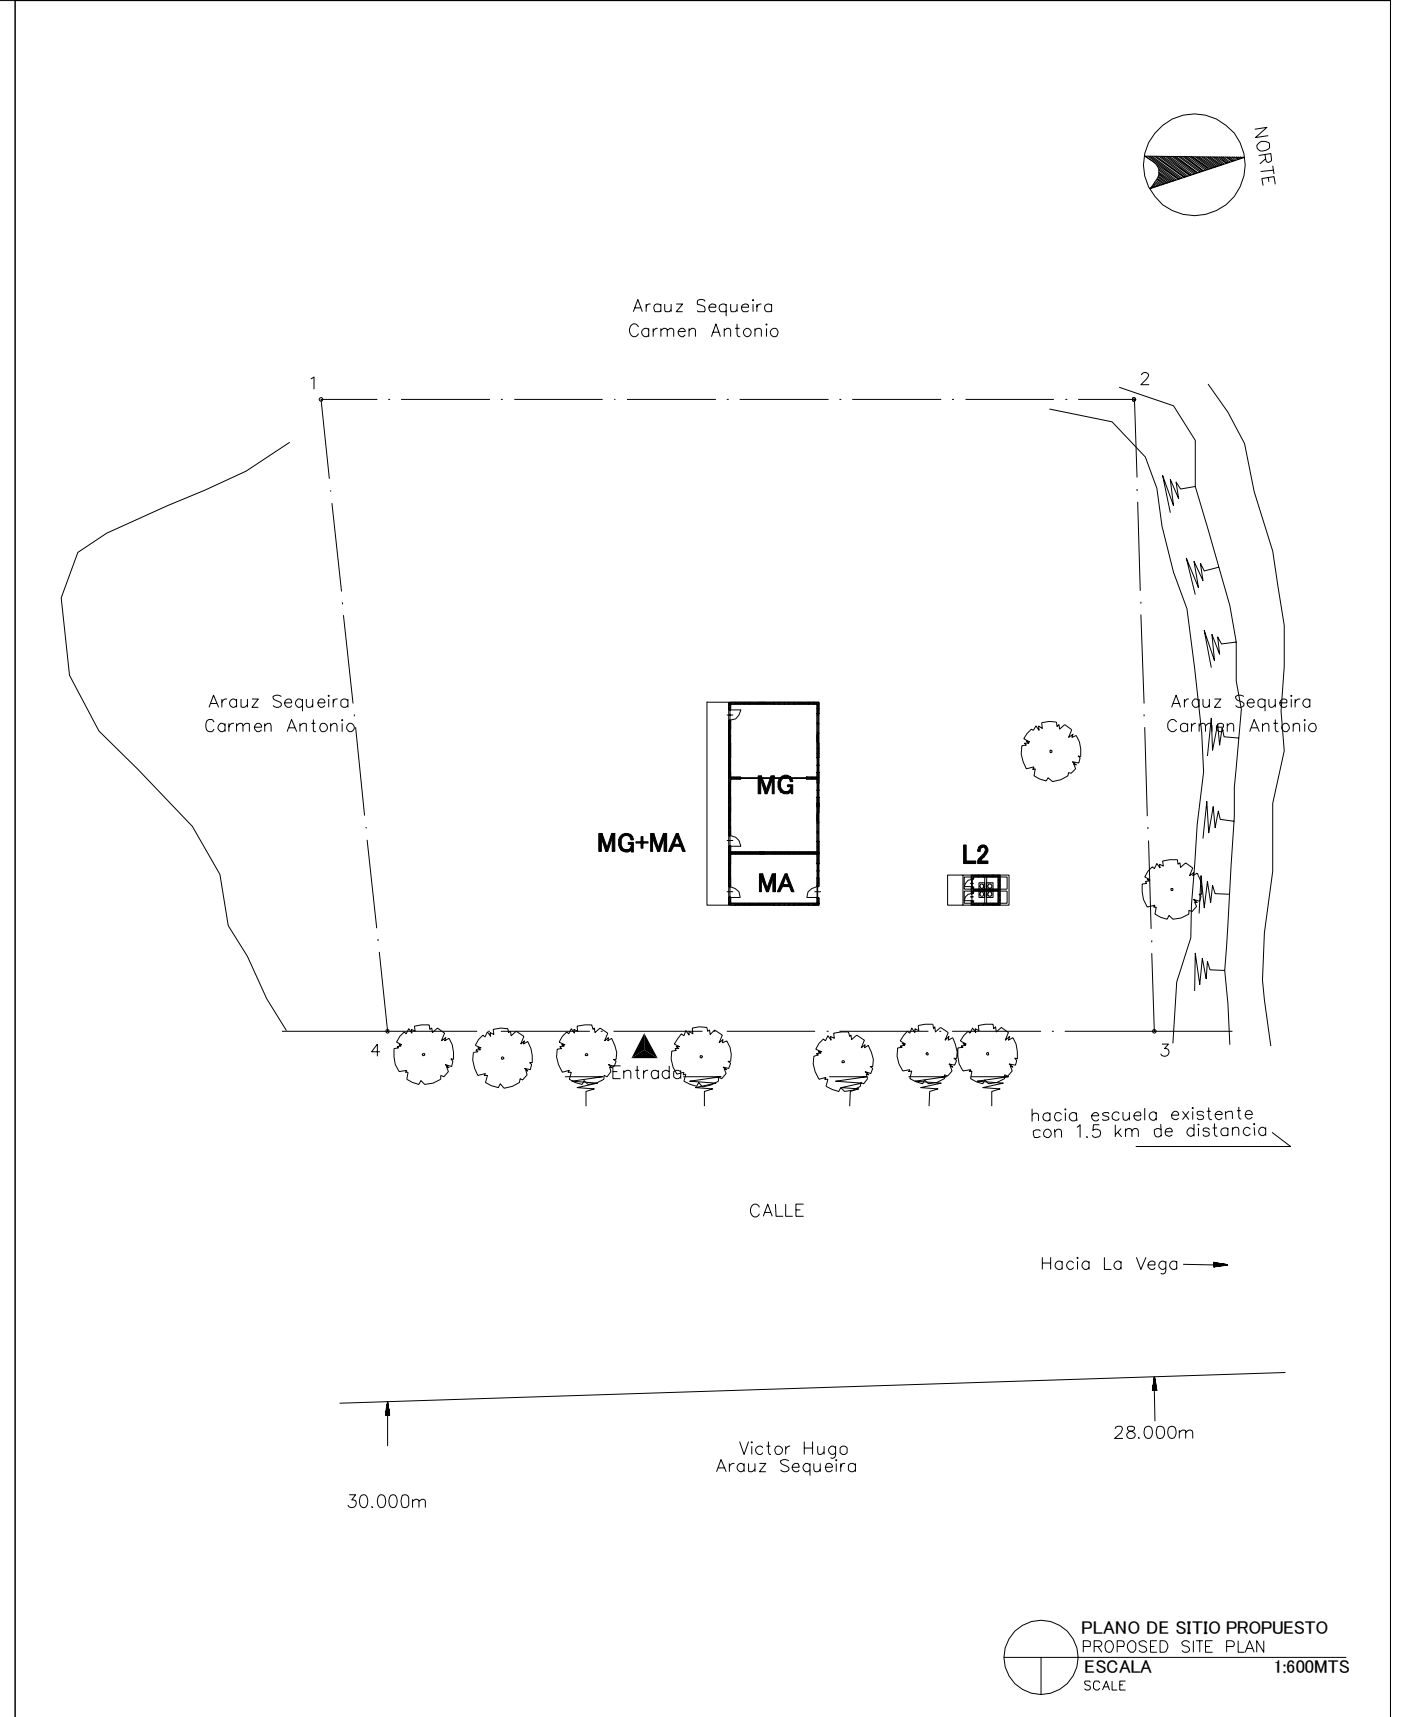 NORTE
Arauz Sequeira
Carmen Antonio
1
2
Arauz Sequeira
Carmen Antonio
Arauz Sequeira
Carmen Antonio
MG
MG+MA
MA
L2
4
3
Entrada
hacia escuela existente
con 1.5 km de distancia
CALLE
Hacia La Vega
28.000m
Victor Hugo
Arauz Sequeira
30.000m
PLANO DE SITIO PROPUESTO
PROPOSED SITE PLAN
ESCALA 1:600MTS
SCALE